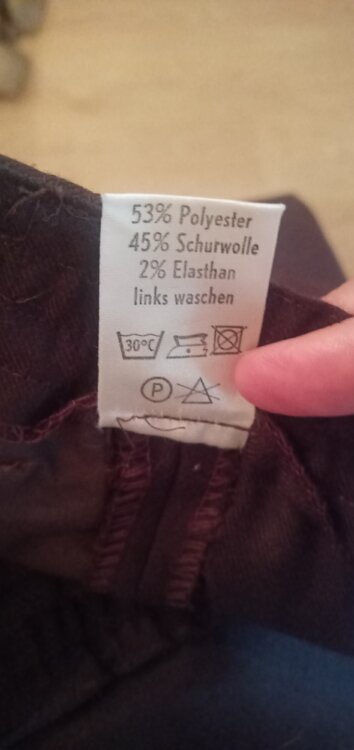 53% Polyester
45% Schurwolle
2% Elasthan
links waschen
30°C
P